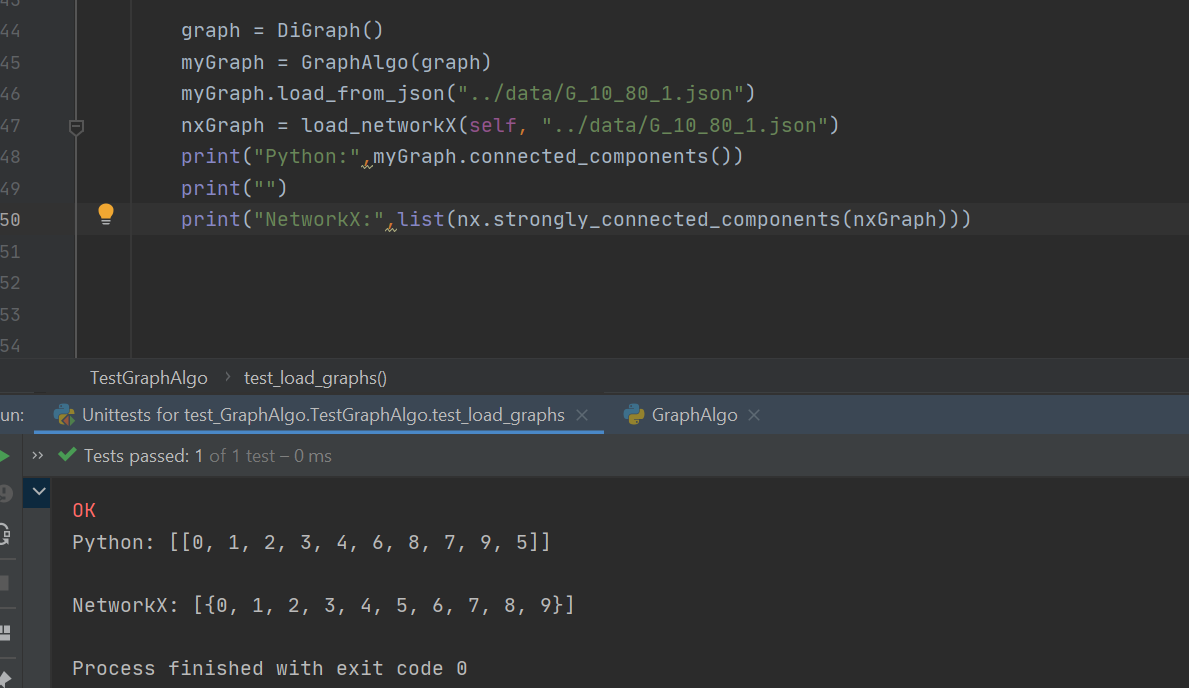 43
44 graph = DiGraph()
45 myGraph = GraphAlgo(graph)
46 myGraph.load_from_json("../data/G_10_80_1.json")
47 nxGraph = load_networkX(self, "../data/G_10_80_1.json")
48 print("Python:",myGraph.connected_components())
49 print("")
50 print("NetworkX:",list(nx.strongly_connected_components(nxGraph)))
51
52
53
54
TestGraphAlgo › test_load_graphs()
un: Unittests for test_GraphAlgo.TestGraphAlgo.test_load_graphs × GraphAlgo ×
» Tests passed: 1 of 1 test – 0 ms
OK
Python: [[0, 1, 2, 3, 4, 6, 8, 7, 9, 5]]
NetworkX: [{0, 1, 2, 3, 4, 5, 6, 7, 8, 9}]
Process finished with exit code 0